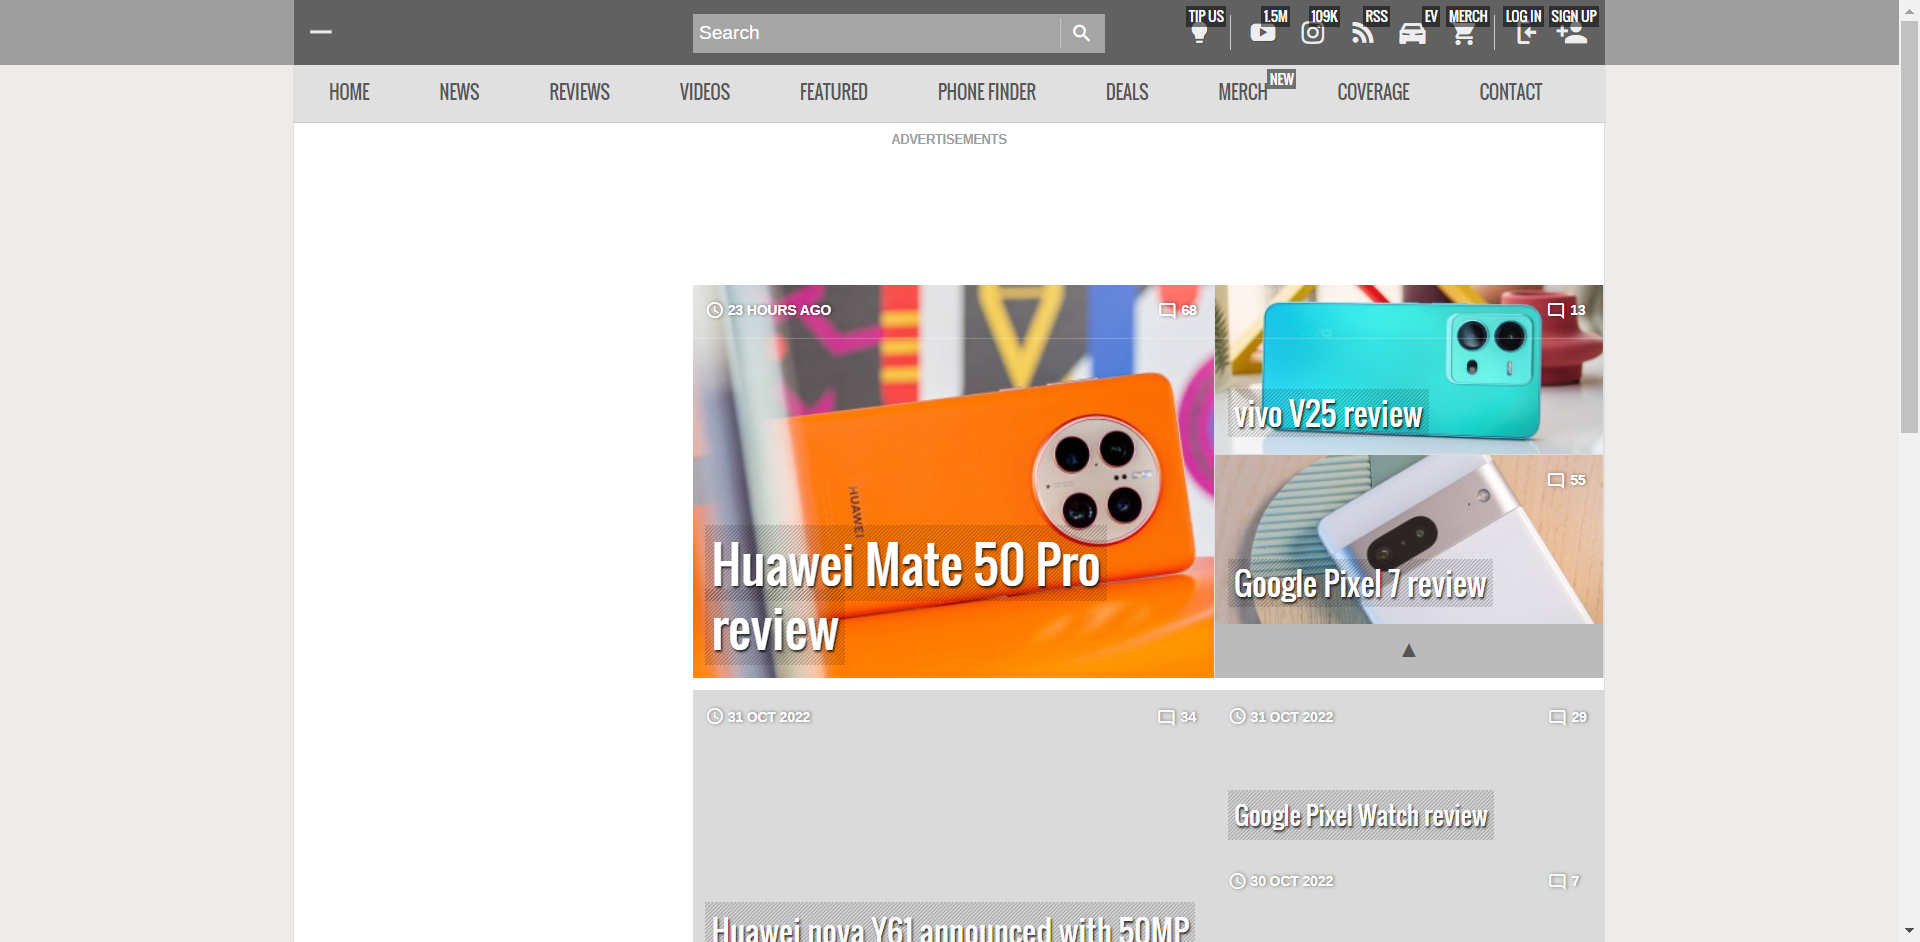 Search
TIP US
1.5M
109K
RSS
EV
MERCH
LOG IN
SIGN UP
HOME
NEWS
REVIEWS
VIDEOS
FEATURED
PHONE FINDER
DEALS
MERCH
NEW
COVERAGE
CONTACT
ADVERTISEMENTS
23 HOURS AGO
68
HUAWEI
Huawei Mate 50 Pro
review
13
vivo V25 review
55
Google Pixel 7 review
31 OCT 2022
34
Huawei nova Y61 announced with 50MP
31 OCT 2022
29
Google Pixel Watch review
30 OCT 2022
7